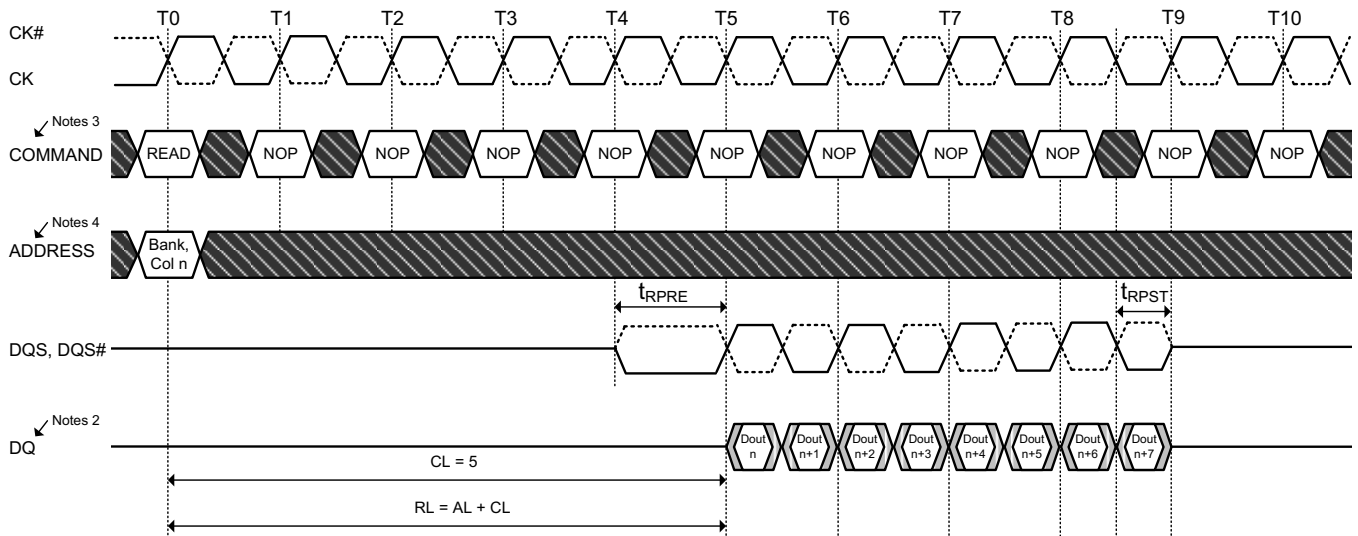 T0 T1 T2 T3 T4 T5 T6 T7 T8 T9 T10
CK#
CK
Notes 3
COMMAND READ NOP NOP NOP NOP NOP NOP NOP NOP NOP NOP
Notes 4
ADDRESS
Bank,
Col n
tRPRE tRPST
DQS, DQS#
Notes 2
DQ
Dout Dout Dout Dout Dout Dout Dout Dout
n n+1 n+2 n+3 n+4 n+5 n+6 n+7
CL = 5
RL = AL + CL